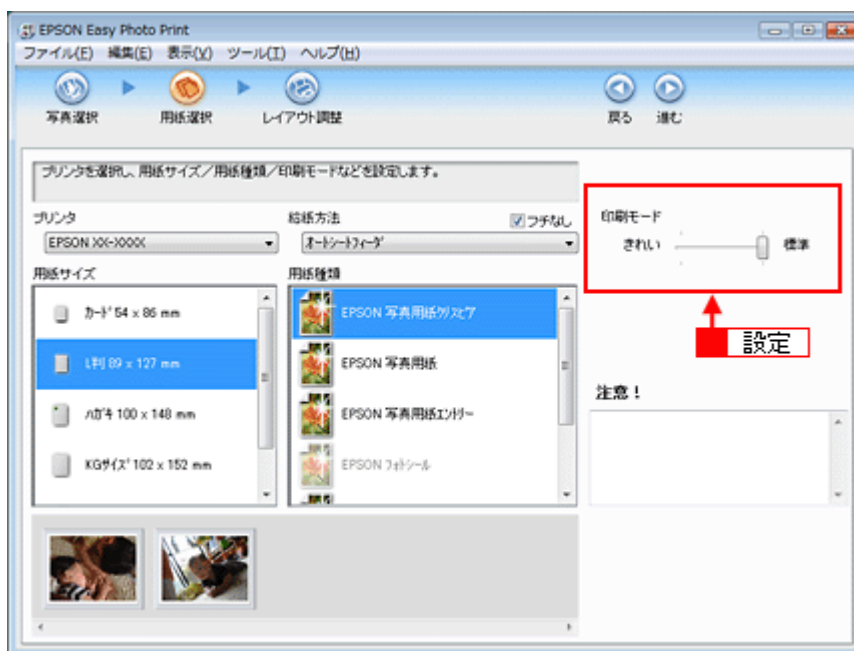 EPSON Easy Photo Print
ファイル(F) 編集(E) 表示(V) ツール(T) ヘルプ(H)
写真選択 用紙選択 レイアウト調整 戻る 進む
プリンタを選択し、用紙サイズ/用紙種類/印刷モードなどを設定します。
プリンタ 給紙方法 フチなし
EPSON XX-XXXX オートシートフィーダ
印刷モード
きれい 標準
用紙サイズ 用紙種類
カード 54 x 86 mm EPSON 写真用紙クリスピア
設定
L判 89 x 127 mm EPSON 写真用紙
注意!
ハガキ 100 x 148 mm EPSON 写真用紙エントリー
KGサイズ 102 x 152 mm EPSON フォトシール